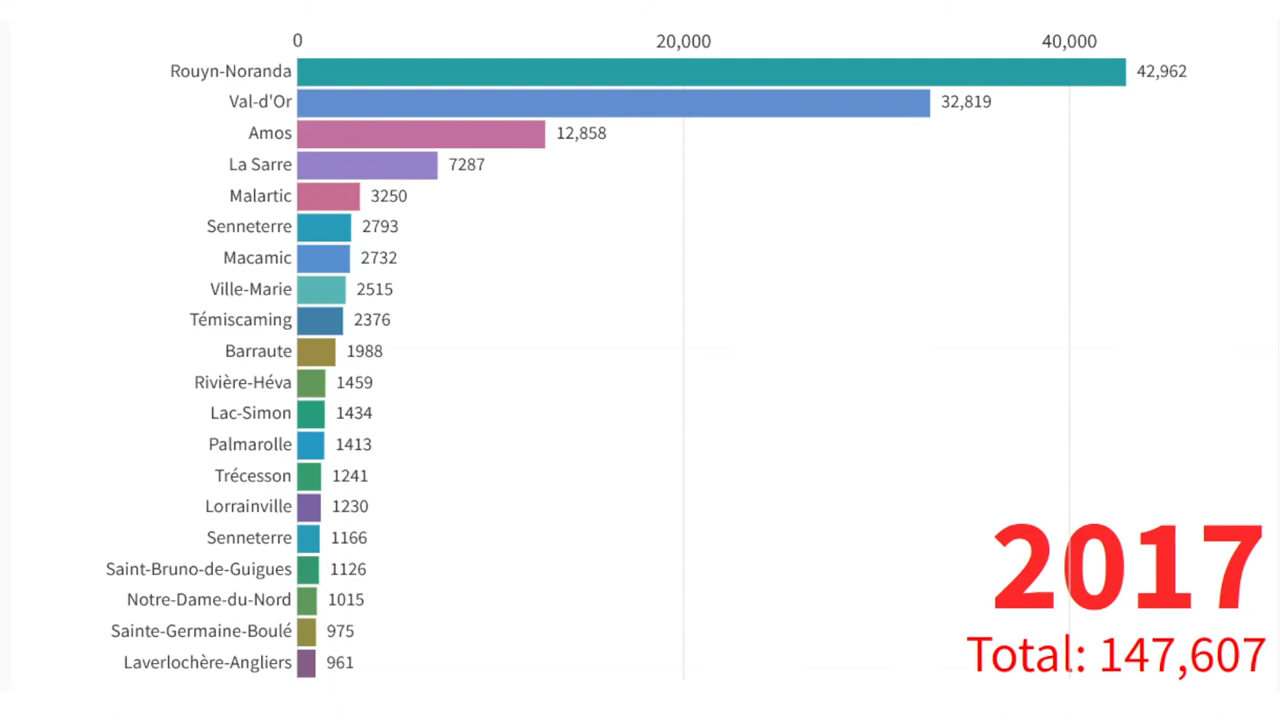 0 20,000 40,000
Rouyn-Noranda 42,962
Val-d'Or 32,819
Amos 12,858
La Sarre 7287
Malartic 3250
Senneterre 2793
Macamic 2732
Ville-Marie 2515
Témiscaming 2376
Barraute 1988
Rivière-Héva 1459
Lac-Simon 1434
Palmarolle 1413
Trécesson 1241
Lorrainville 1230
Senneterre 1166
Saint-Bruno-de-Guigues 1126
Notre-Dame-du-Nord 1015
Sainte-Germaine-Boulé 975
Laverlochère-Angliers 961
2017
Total: 147,607